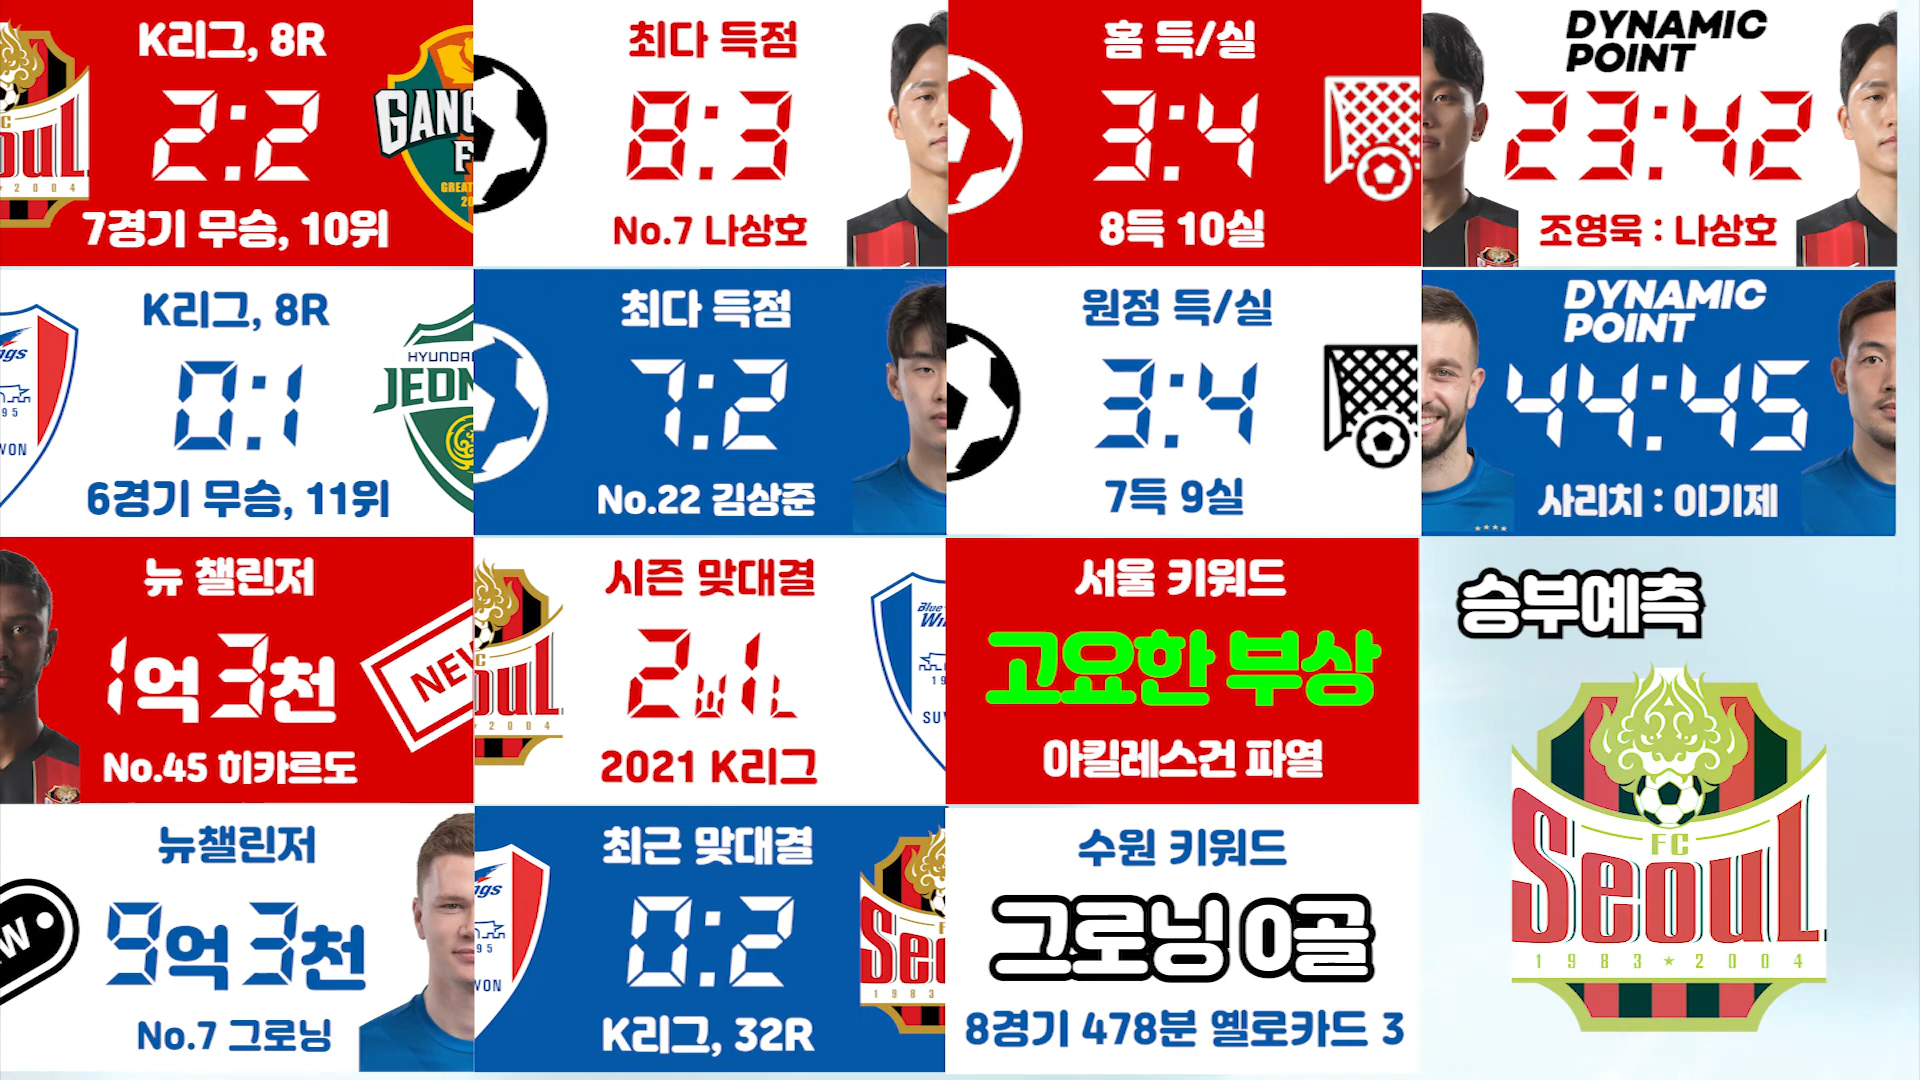 K리그, 8R
2:2
7경기 무승, 10위
GANG
GREAT
최다 득점
8:3
No.7 나상호
홈 득/실
3:4
8득 10실
DYNAMIC
POINT
23:42
조영욱 : 나상호
K리그, 8R
0:1
6경기 무승, 11위
HYUNDAI
JEON
최다 득점
7:2
No.22 김상준
원정 득/실
3:4
7득 9실
DYNAMIC
POINT
44:45
사리치 : 이기제
뉴 챌린저
1억 3천
No.45 히카르도
NEW
시즌 맞대결
2W1L
2021 K리그
서울 키워드
고요한 부상
아킬레스건 파열
승부예측
FC
SEOUL
1983 ★ 2004
뉴챌린저
9억 3천
No.7 그로닝
최근 맞대결
0:2
K리그, 32R
수원 키워드
그로닝 0골
8경기 478분 옐로카드 3